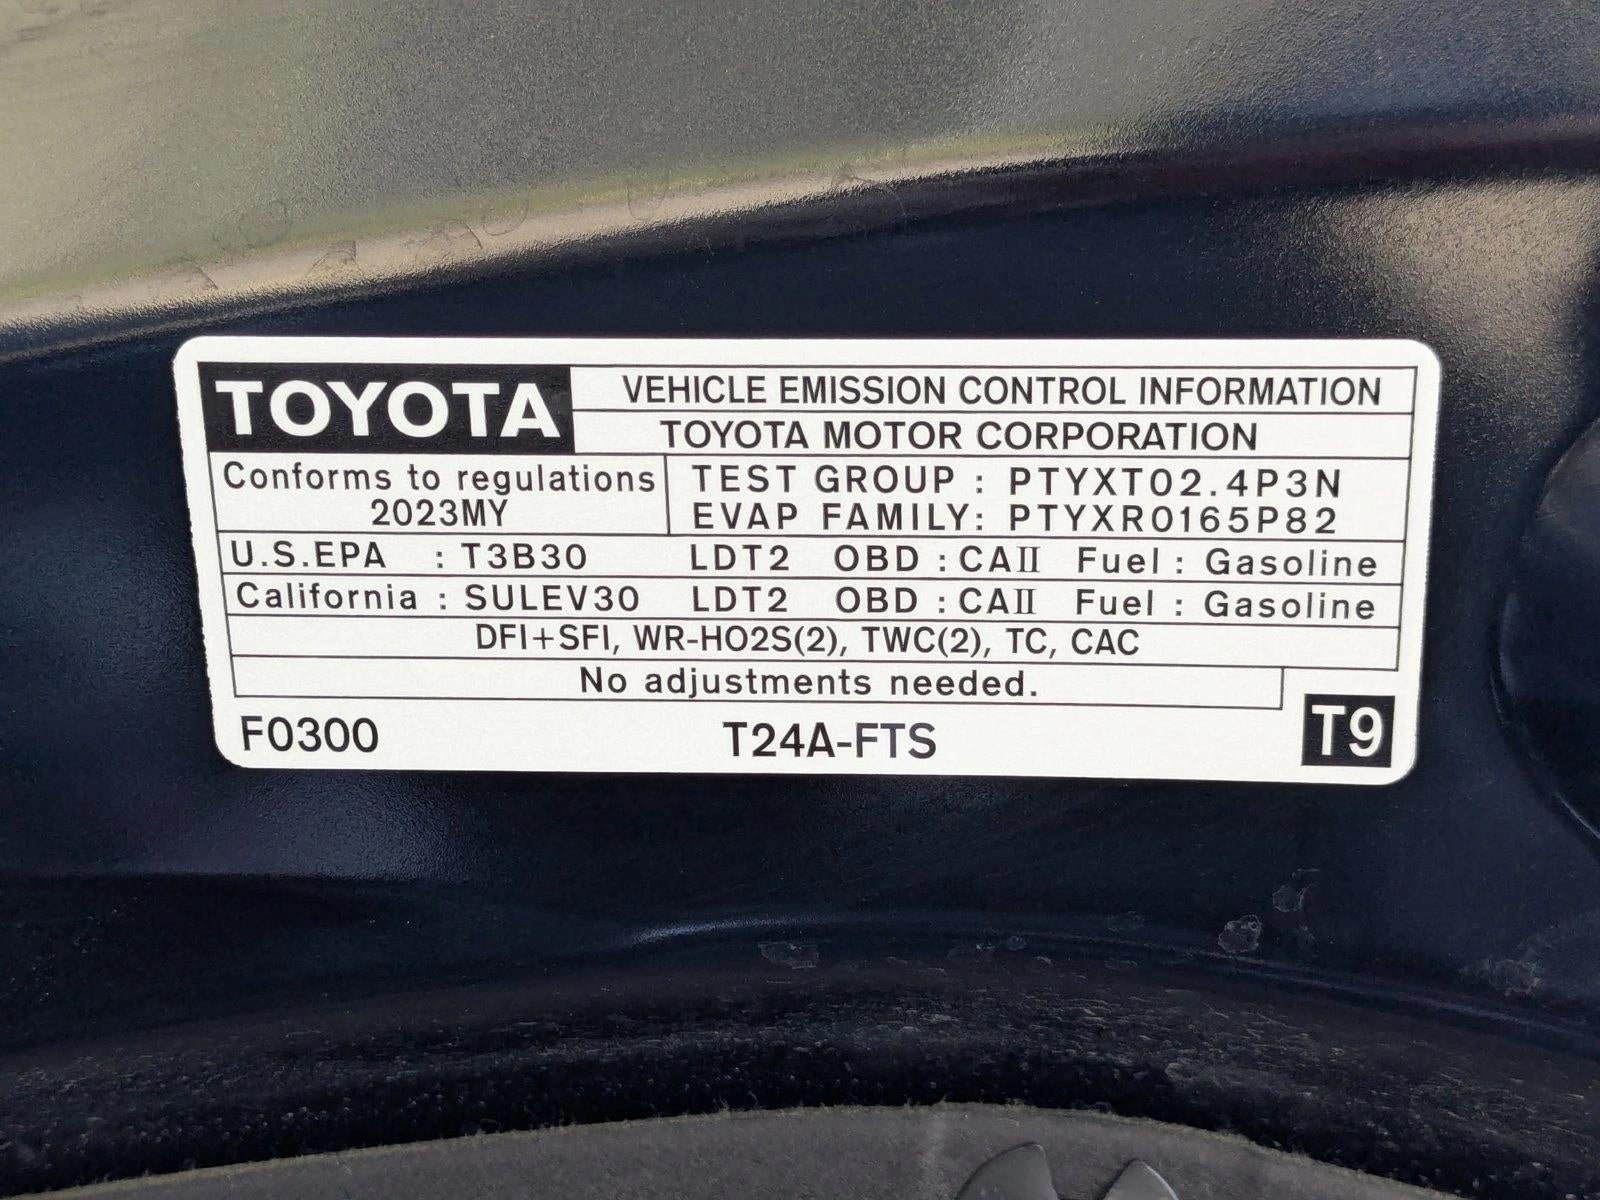 TOYOTA
VEHICLE EMISSION CONTROL INFORMATION
TOYOTA MOTOR CORPORATION
Conforms to regulations
2023MY
TEST GROUP : PTYXT02.4P3N
EVAP FAMILY: PTYXR0165P82
U.S.EPA : T3B30 LDT2 OBD : CAⅡ Fuel : Gasoline
California : SULEV30 LDT2 OBD : CAⅡ Fuel : Gasoline
DFI+SFI, WR-HO2S(2), TWC(2), TC, CAC
No adjustments needed.
F0300 T24A-FTS T9